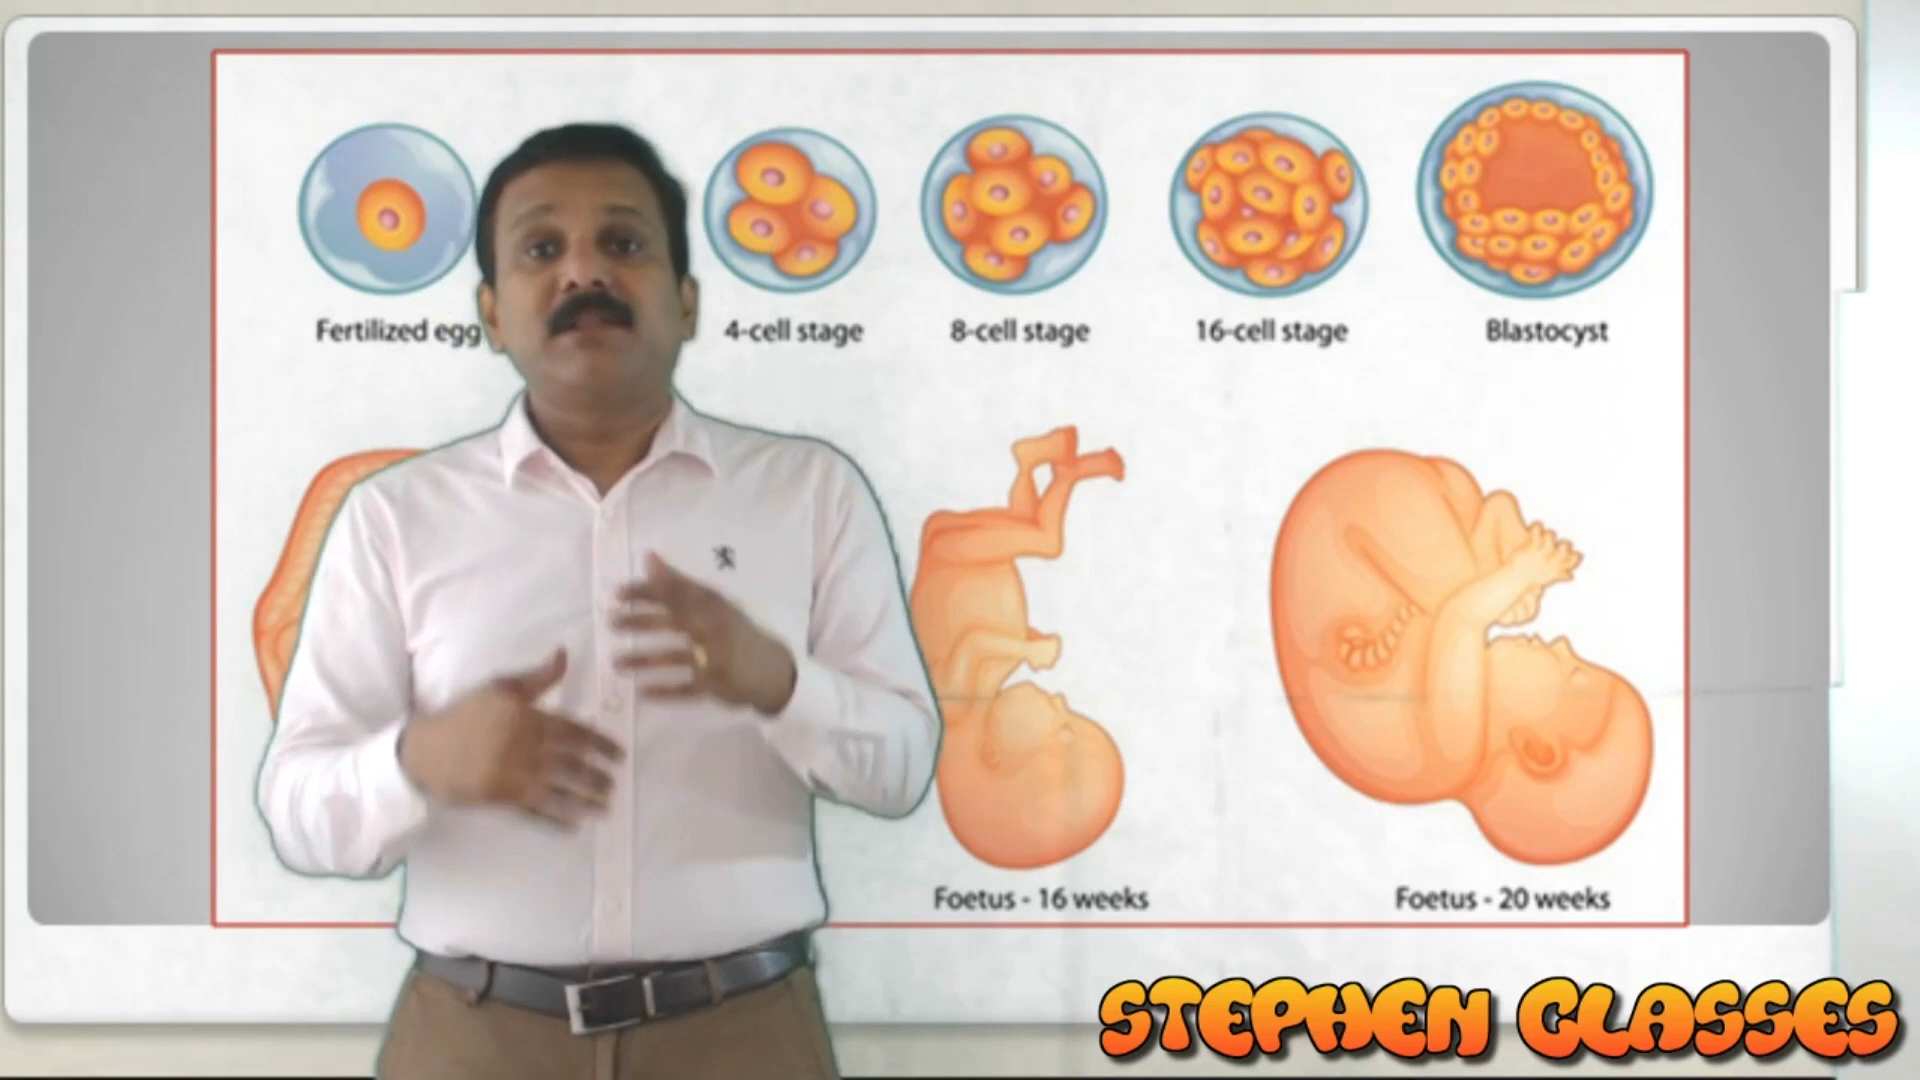 Fertilized egg
4-cell stage
8-cell stage
16-cell stage
Blastocyst
Foetus - 16 weeks
Foetus - 20 weeks
STEPHEN CLASSES